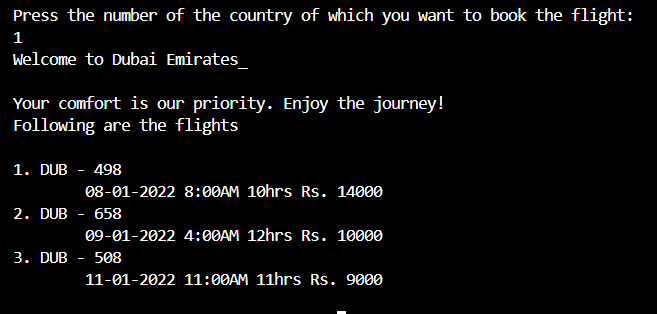 Press the number of the country of which you want to book the flight:
1
Welcome to Dubai Emirates_
Your comfort is our priority. Enjoy the journey!
Following are the flights
1. DUB - 498
08-01-2022 8:00AM 10hrs Rs. 14000
2. DUB - 658
09-01-2022 4:00AM 12hrs Rs. 10000
3. DUB - 508
11-01-2022 11:00AM 11hrs Rs. 9000